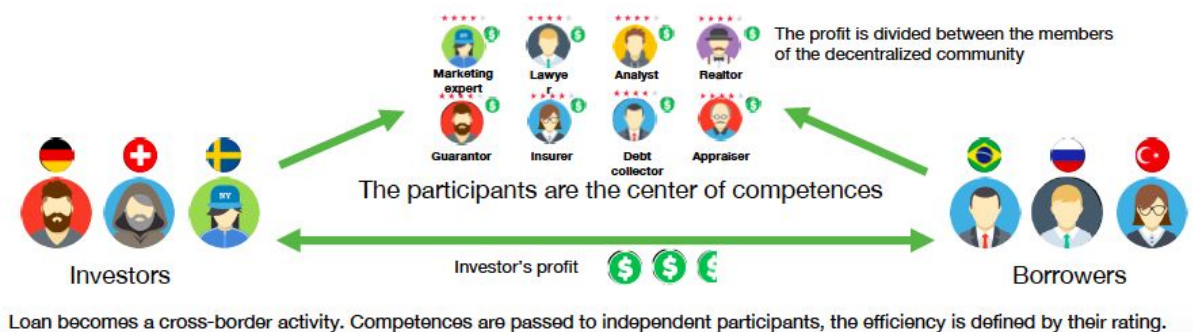 The profit is divided between the members
of the decentralized community
Marketing
expert
Lawye
r
Analyst
Realtor
NY
Guarantor
Insurer
Debt
collector
Appraiser
The participants are the center of competences
Investors
Investor's profit
$ $ $
Borrowers
Loan becomes a cross-border activity. Competences are passed to independent participants, the efficiency is defined by their rating.